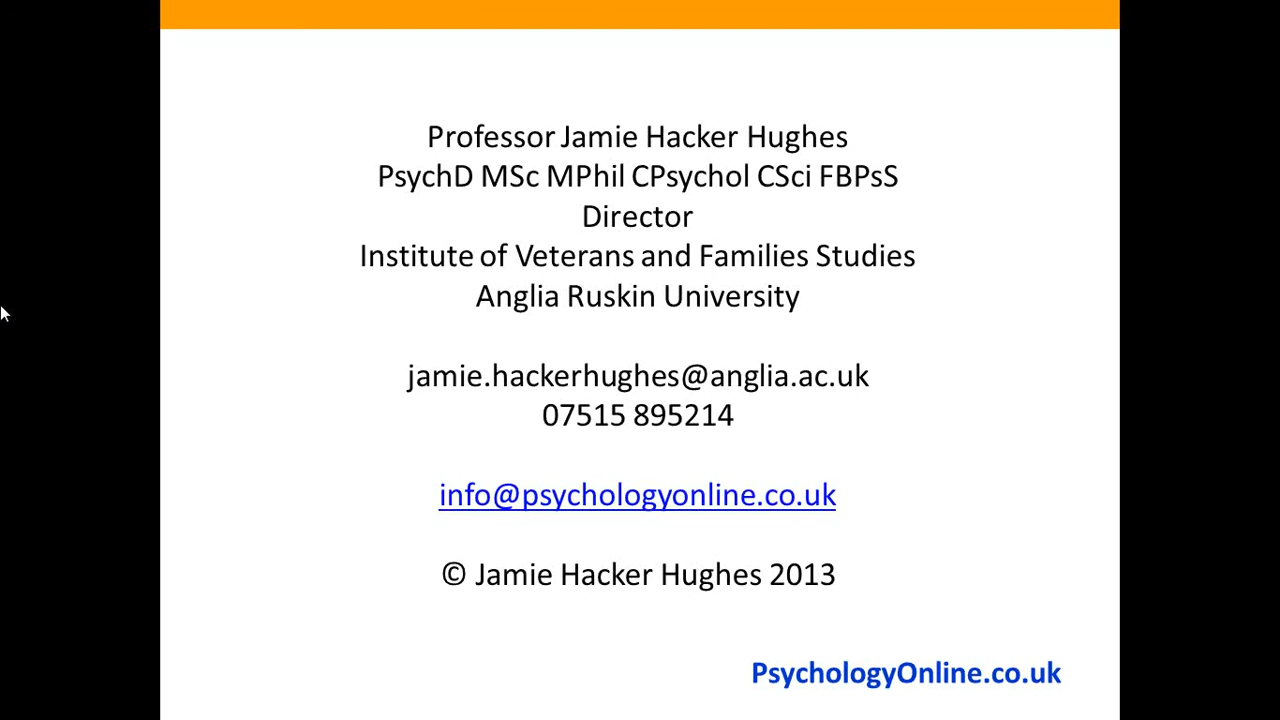 Professor Jamie Hacker Hughes
PsychD MSc MPhil CPsychol CSci FBPsS
Director
Institute of Veterans and Families Studies
Anglia Ruskin University
jamie.hackerhughes@anglia.ac.uk
07515 895214
info@psychologyonline.co.uk
© Jamie Hacker Hughes 2013
PsychologyOnline.co.uk